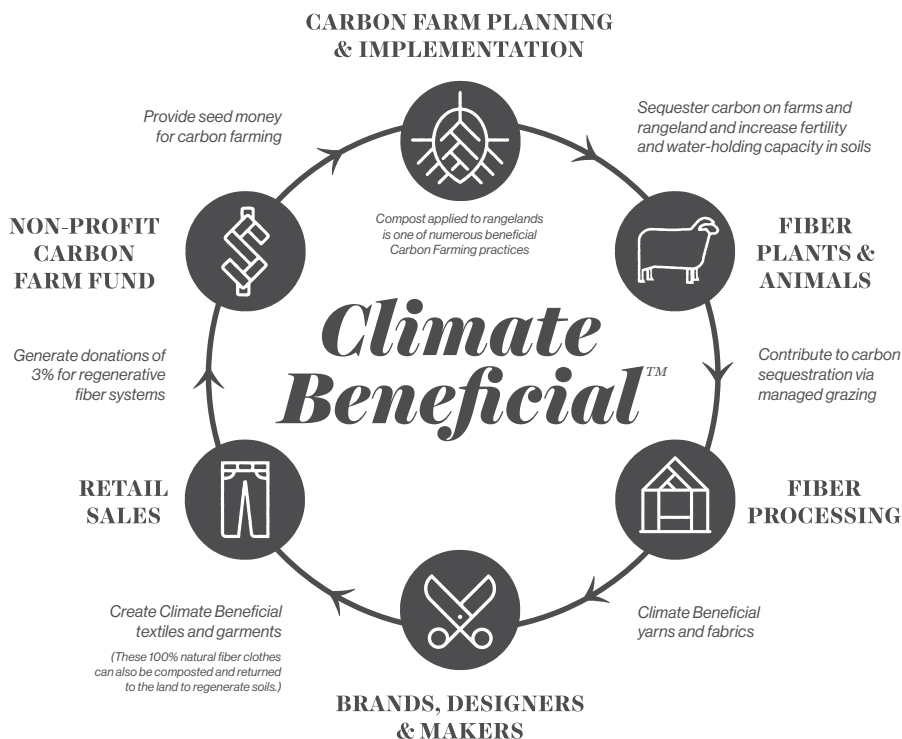 CARBON FARM PLANNING
& IMPLEMENTATION
Provide seed money
for carbon farming
Sequester carbon on farms and
rangeland and increase fertility
and water-holding capacity in soils
Compost applied to rangelands
is one of numerous beneficial
Carbon Farming practices
NON-PROFIT
CARBON
FARM FUND
FIBER
PLANTS &
ANIMALS
Climate
Beneficial™
Generate donations of
3% for regenerative
fiber systems
Contribute to carbon
sequestration via
managed grazing
RETAIL
SALES
FIBER
PROCESSING
Create Climate Beneficial
textiles and garments
(These 100% natural fiber clothes
can also be composted and returned
to the land to regenerate soils.)
Climate Beneficial
yarns and fabrics
BRANDS, DESIGNERS
& MAKERS